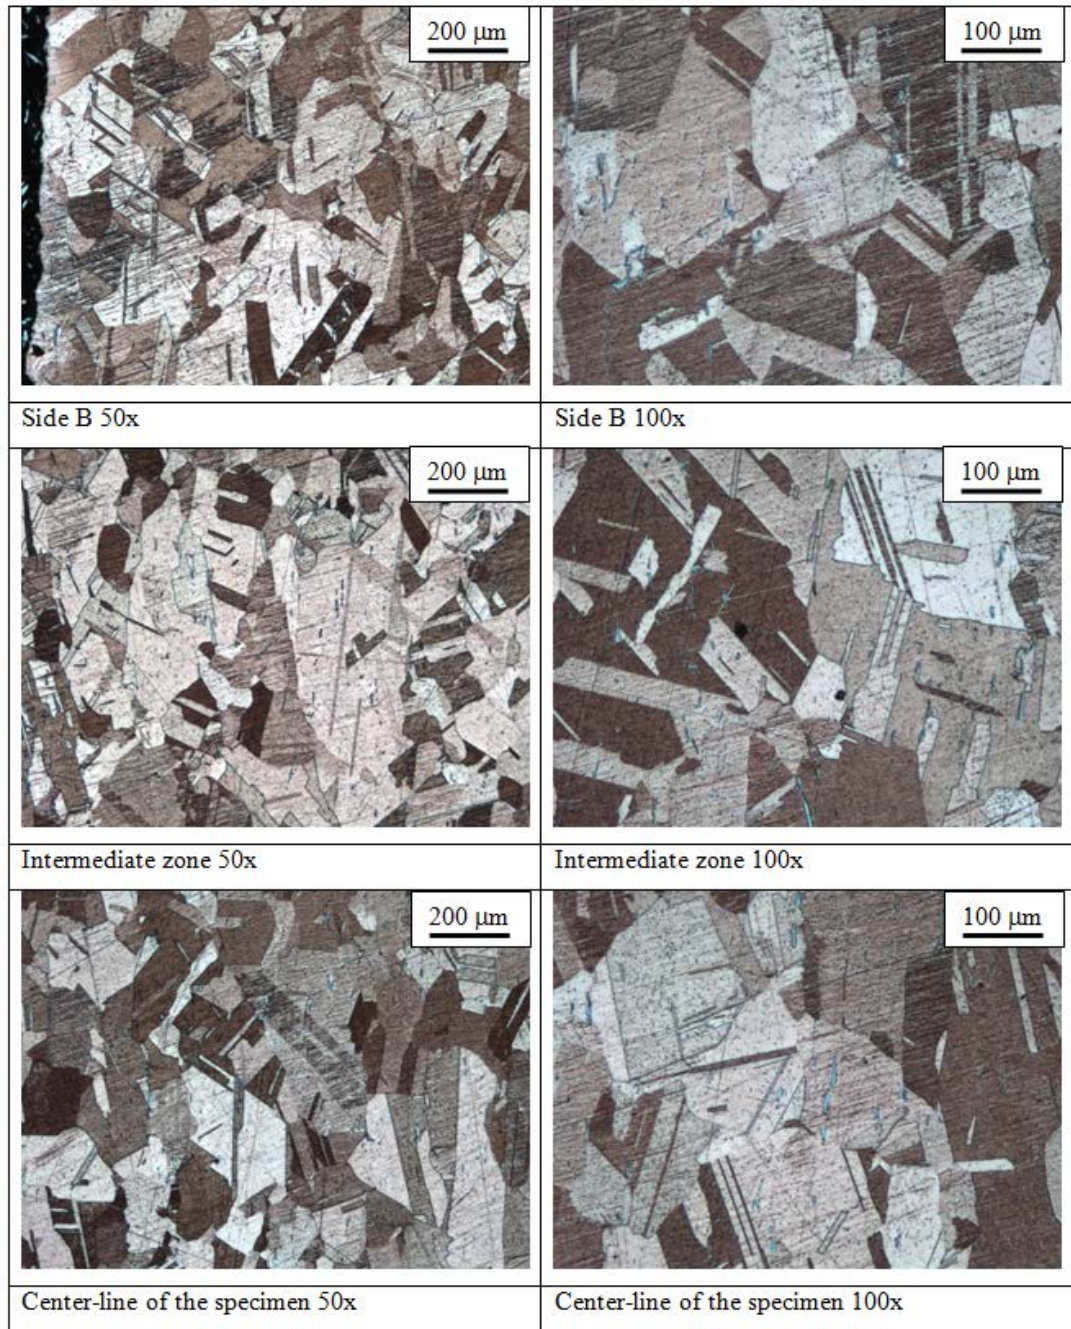 200 μm
100 μm
Side B 50x
Side B 100x
200 μm
100 μm
Intermediate zone 50x
Intermediate zone 100x
200 μm
100 μm
Center-line of the specimen 50x
Center-line of the specimen 100x